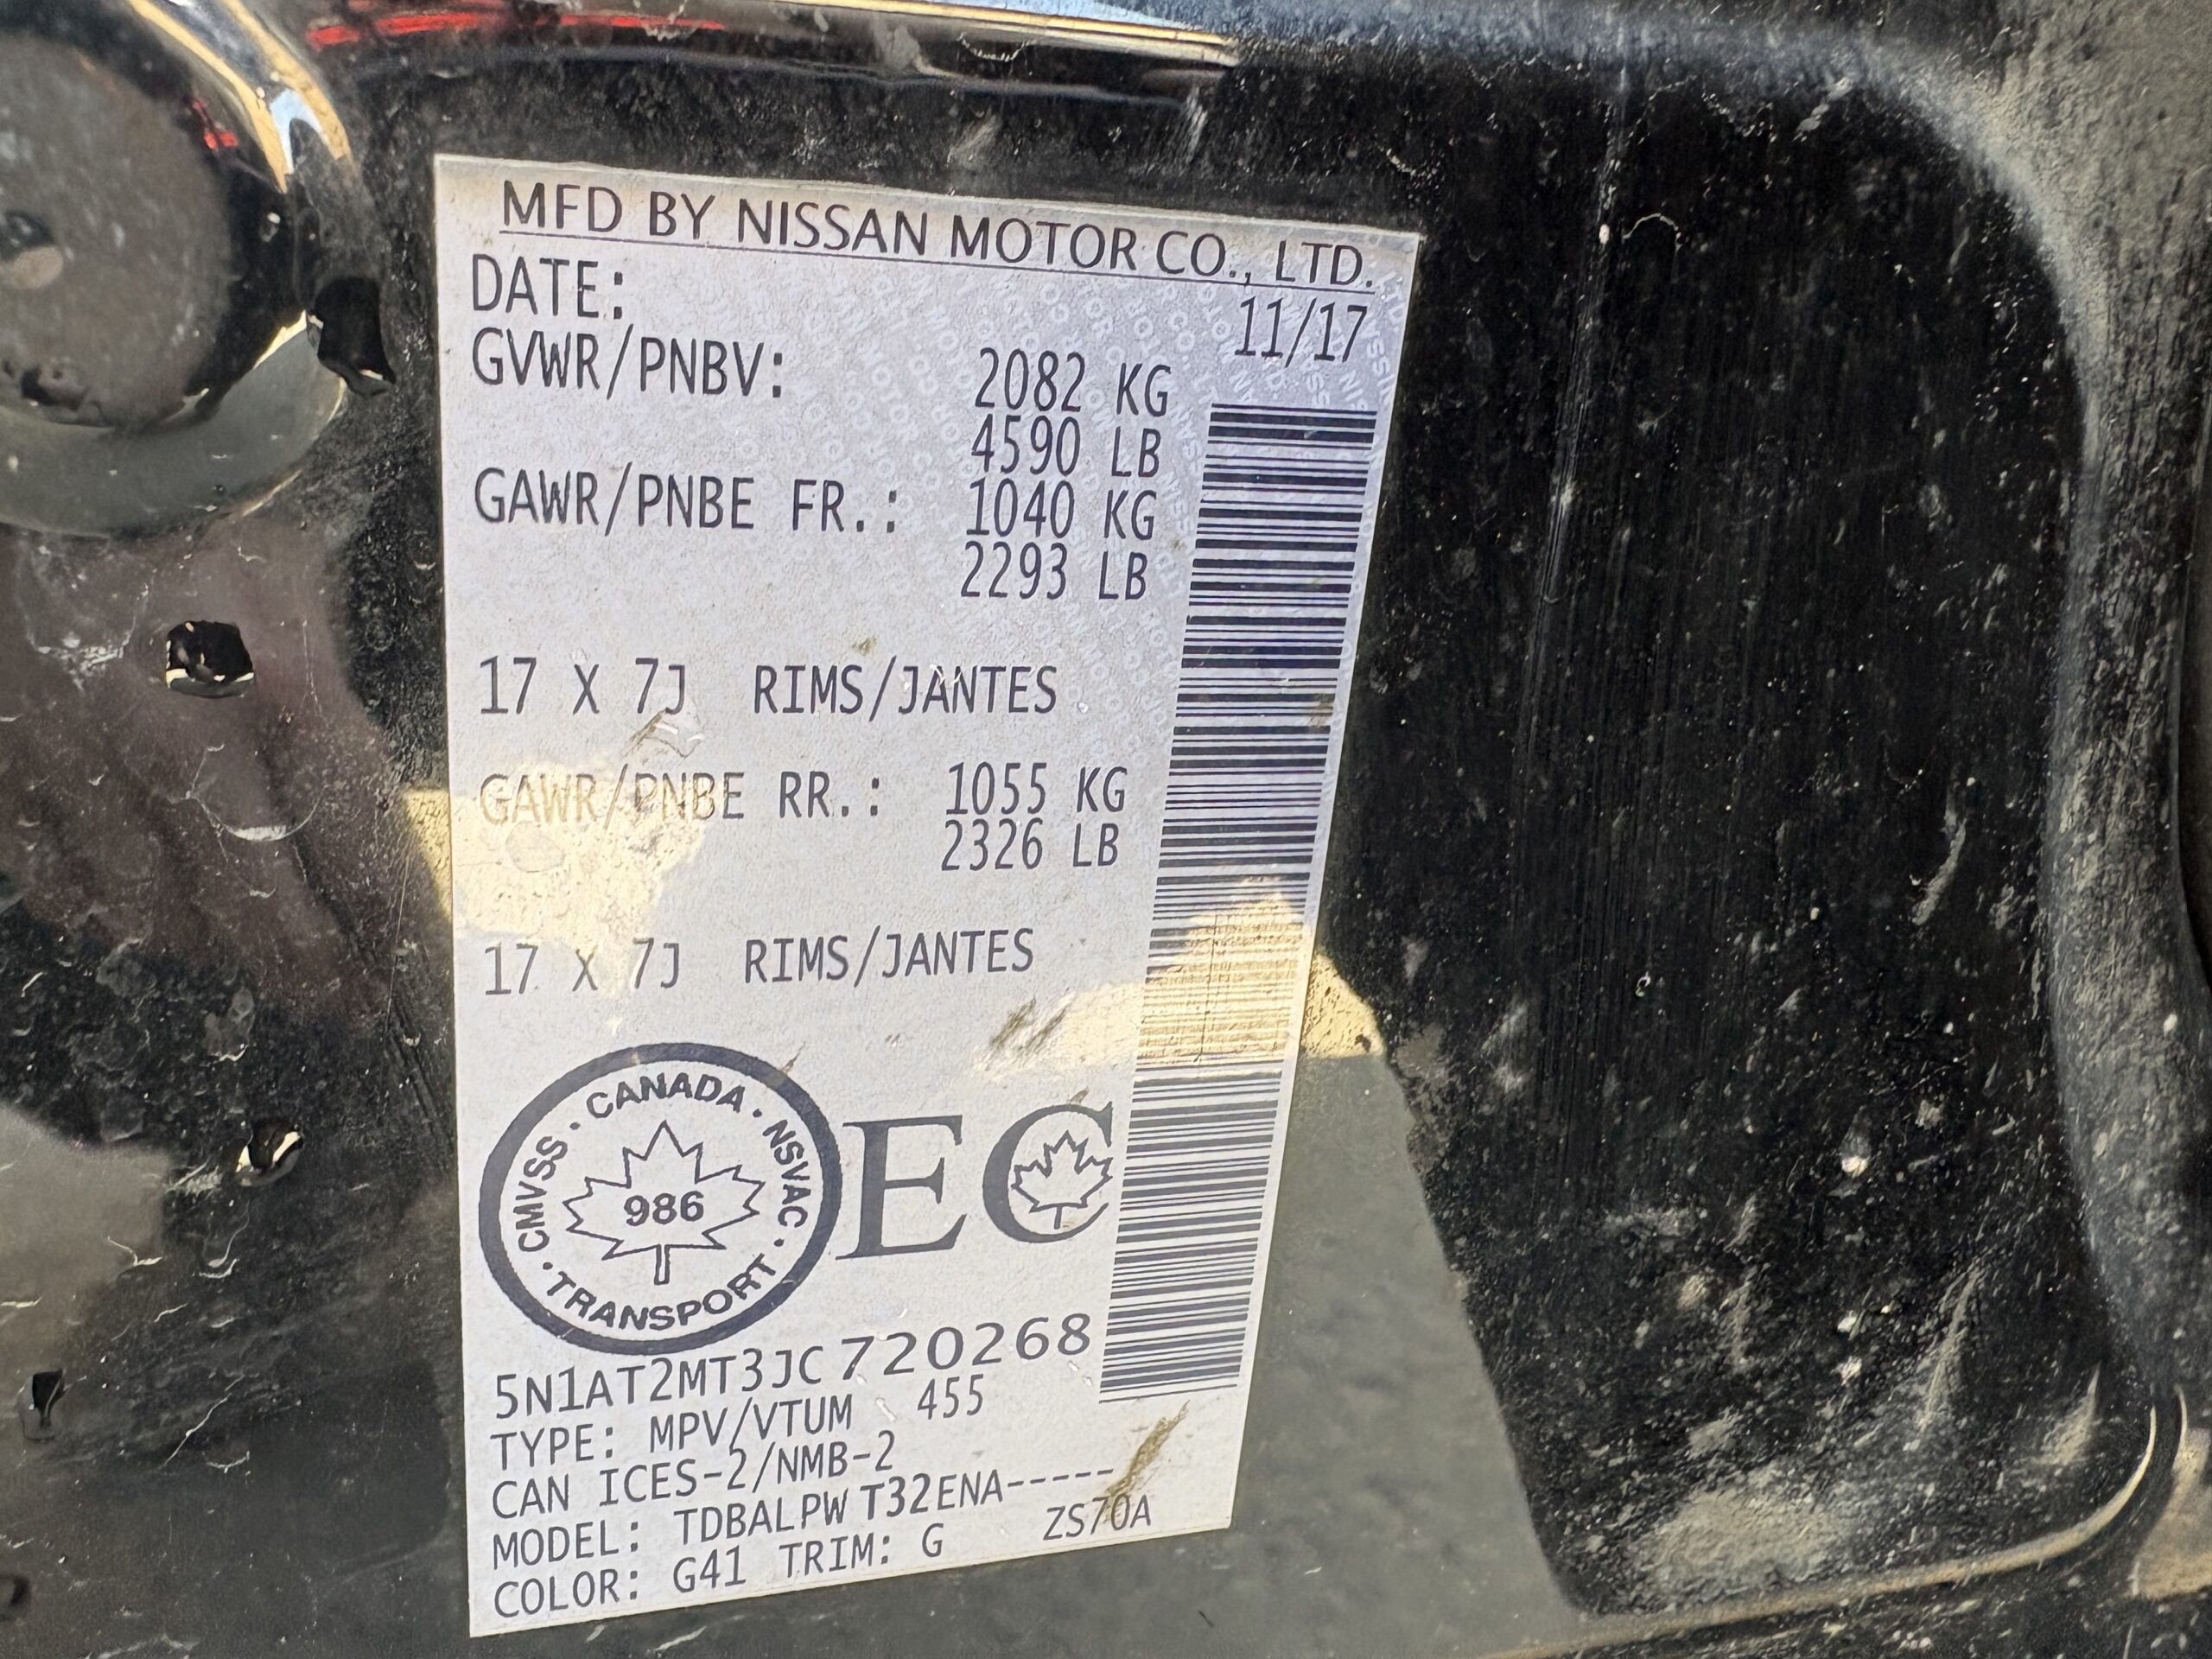 MFD BY NISSAN MOTOR CO., LTD.
DATE: 11/17
GVWR/PNBV: 2082 KG
4590 LB
GAWR/PNBE FR.: 1040 KG
2293 LB
17 X 7J RIMS/JANTES
GAWR/PNBE RR.: 1055 KG
2326 LB
17 X 7J RIMS/JANTES
CMVSS · CANADA · NSVAC · TRANSPORT ·
986
EC
5N1AT2MT3JC720268
TYPE: MPV/VTUM 455
CAN ICES-2/NMB-2
MODEL: TDBALPW T32ENA-----
COLOR: G41 TRIM: G ZS70A